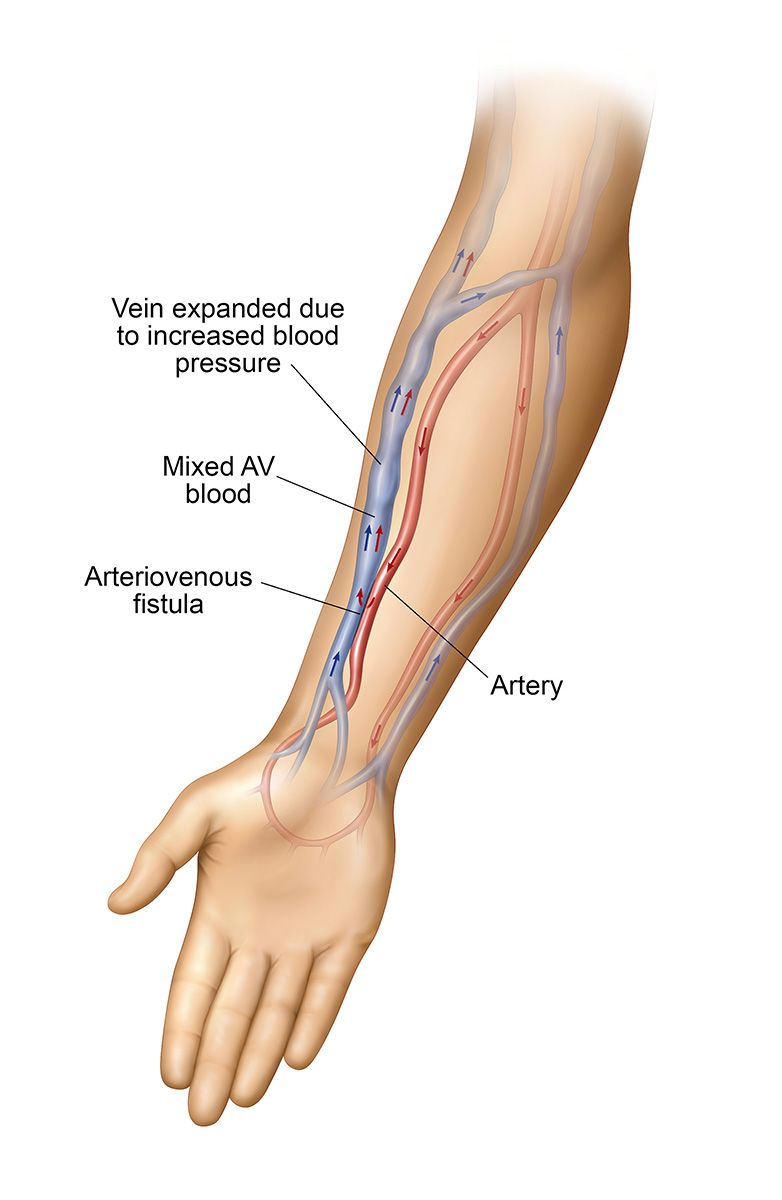 Vein expanded due
to increased blood
pressure
Mixed AV
blood
Arteriovenous
fistula
Artery